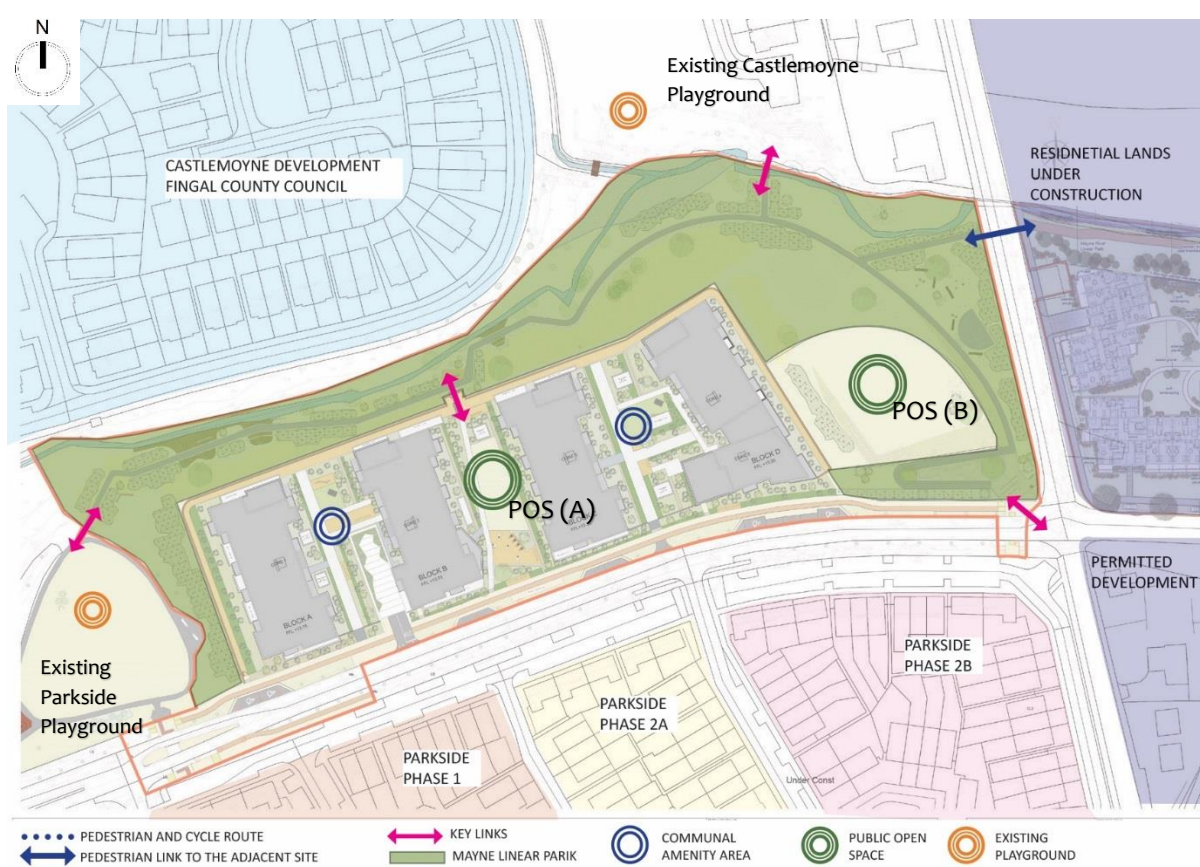 N
Existing Castlemoyne
Playground
CASTLEMOYNE DEVELOPMENT
FINGAL COUNTY COUNCIL
RESIDNETIAL LANDS
UNDER
CONSTRUCTION
POS (B)
POS (A)
BLOCK D
BLOCK B
BLOCK A
PERMITTED
DEVELOPMENT
Existing
Parkside
Playground
PARKSIDE
PHASE 2B
PARKSIDE
PHASE 2A
PARKSIDE
PHASE 1
Under Const
PEDESTRIAN AND CYCLE ROUTE
PEDESTRIAN LINK TO THE ADJACENT SITE
KEY LINKS
MAYNE LINEAR PARIK
COMMUNAL
AMENITY AREA
PUBLIC OPEN
SPACE
EXISTING
PLAYGROUND